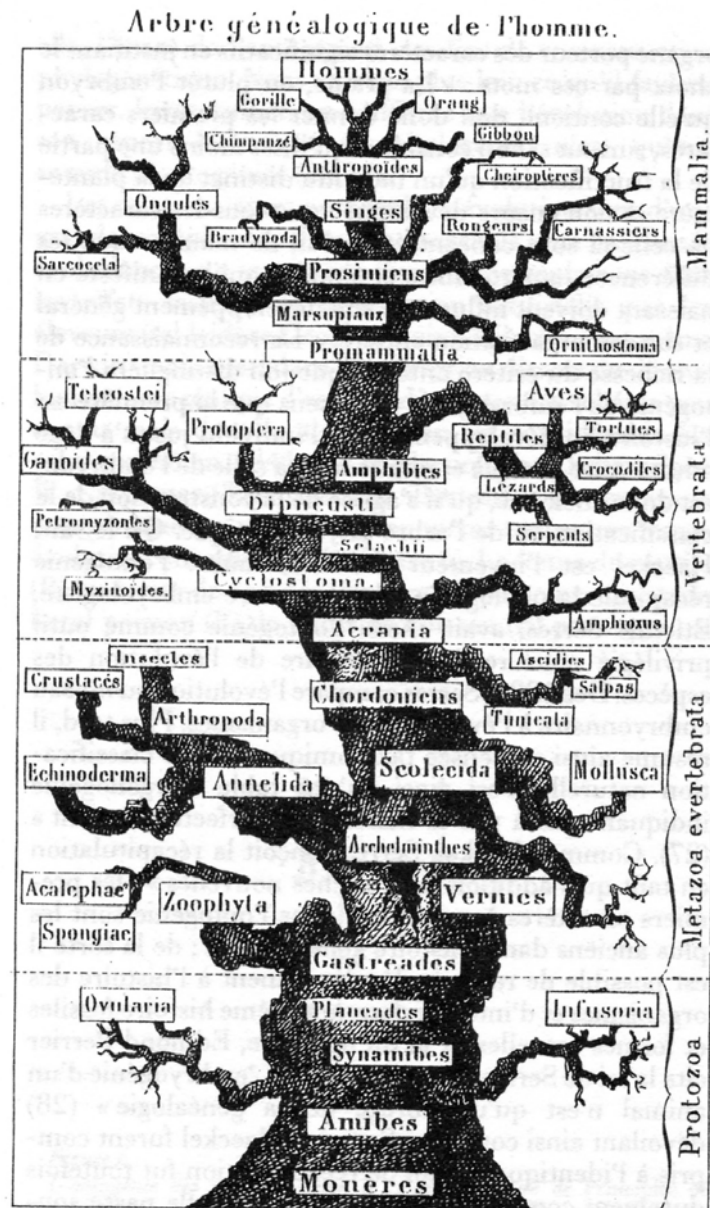 Arbre généalogique de l'homme.
Hommes
Gorille
Orang
Chimpanzé
Gibbon
Anthropoïdes
Cheiroptères
Ongulés
Singes
Rongeurs
Carnassiers
Bradypoda
Sarcoceta
Prosimiens
Marsupiaux
Promammalia
Ornithostoma
Mammalia
Teleostei
Aves
Protoptera
Tortues
Reptiles
Ganoides
Amphibies
Crocodiles
Lézards
Dipneusti
Petromyzontes
Serpents
Selachii
Cyclostoma.
Myxinoïdes.
Amphioxus
Acrania
Vertebrata
Insectes
Ascidies
Crustacés
Chordoniens
Salpas
Arthropoda
Tunicata
Echinoderma
Annelida
Scolecida
Mollusca
Archelminthes
Acalephae
Zoophyta
Vermes
Spongiae
Gastreades
Metazoa evertebrata
Ovularia
Planeades
Infusoria
Synamibes
Amibes
Monères
Protozoa